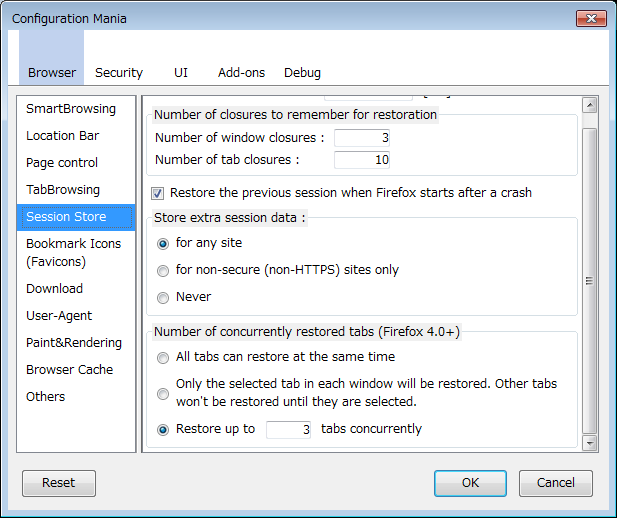 Configuration Mania
Browser Security UI Add-ons Debug
SmartBrowsing
Location Bar
Page control
TabBrowsing
Session Store
Bookmark Icons
(Favicons)
Download
User-Agent
Paint&Rendering
Browser Cache
Others
Number of closures to remember for restoration
Number of window closures : 3
Number of tab closures : 10
Restore the previous session when Firefox starts after a crash
Store extra session data :
for any site
for non-secure (non-HTTPS) sites only
Never
Number of concurrently restored tabs (Firefox 4.0+)
All tabs can restore at the same time
Only the selected tab in each window will be restored. Other tabs
won't be restored until they are selected.
Restore up to 3 tabs concurrently
Reset OK Cancel